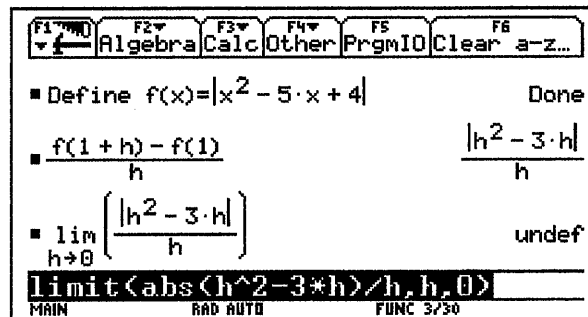 F1 F2 Algebra F3 Calc F4 Other F5 PrgmIO F6 Clear a-z…
▪ Define f(x)=|x² − 5·x + 4| Done
▪ (f(1 + h) − f(1))/h |h² − 3·h|/h
▪ lim h→0 (|h² − 3·h|/h) undef
limit(abs(h^2-3*h)/h,h,0)
MAIN RAD AUTO FUNC 3/30